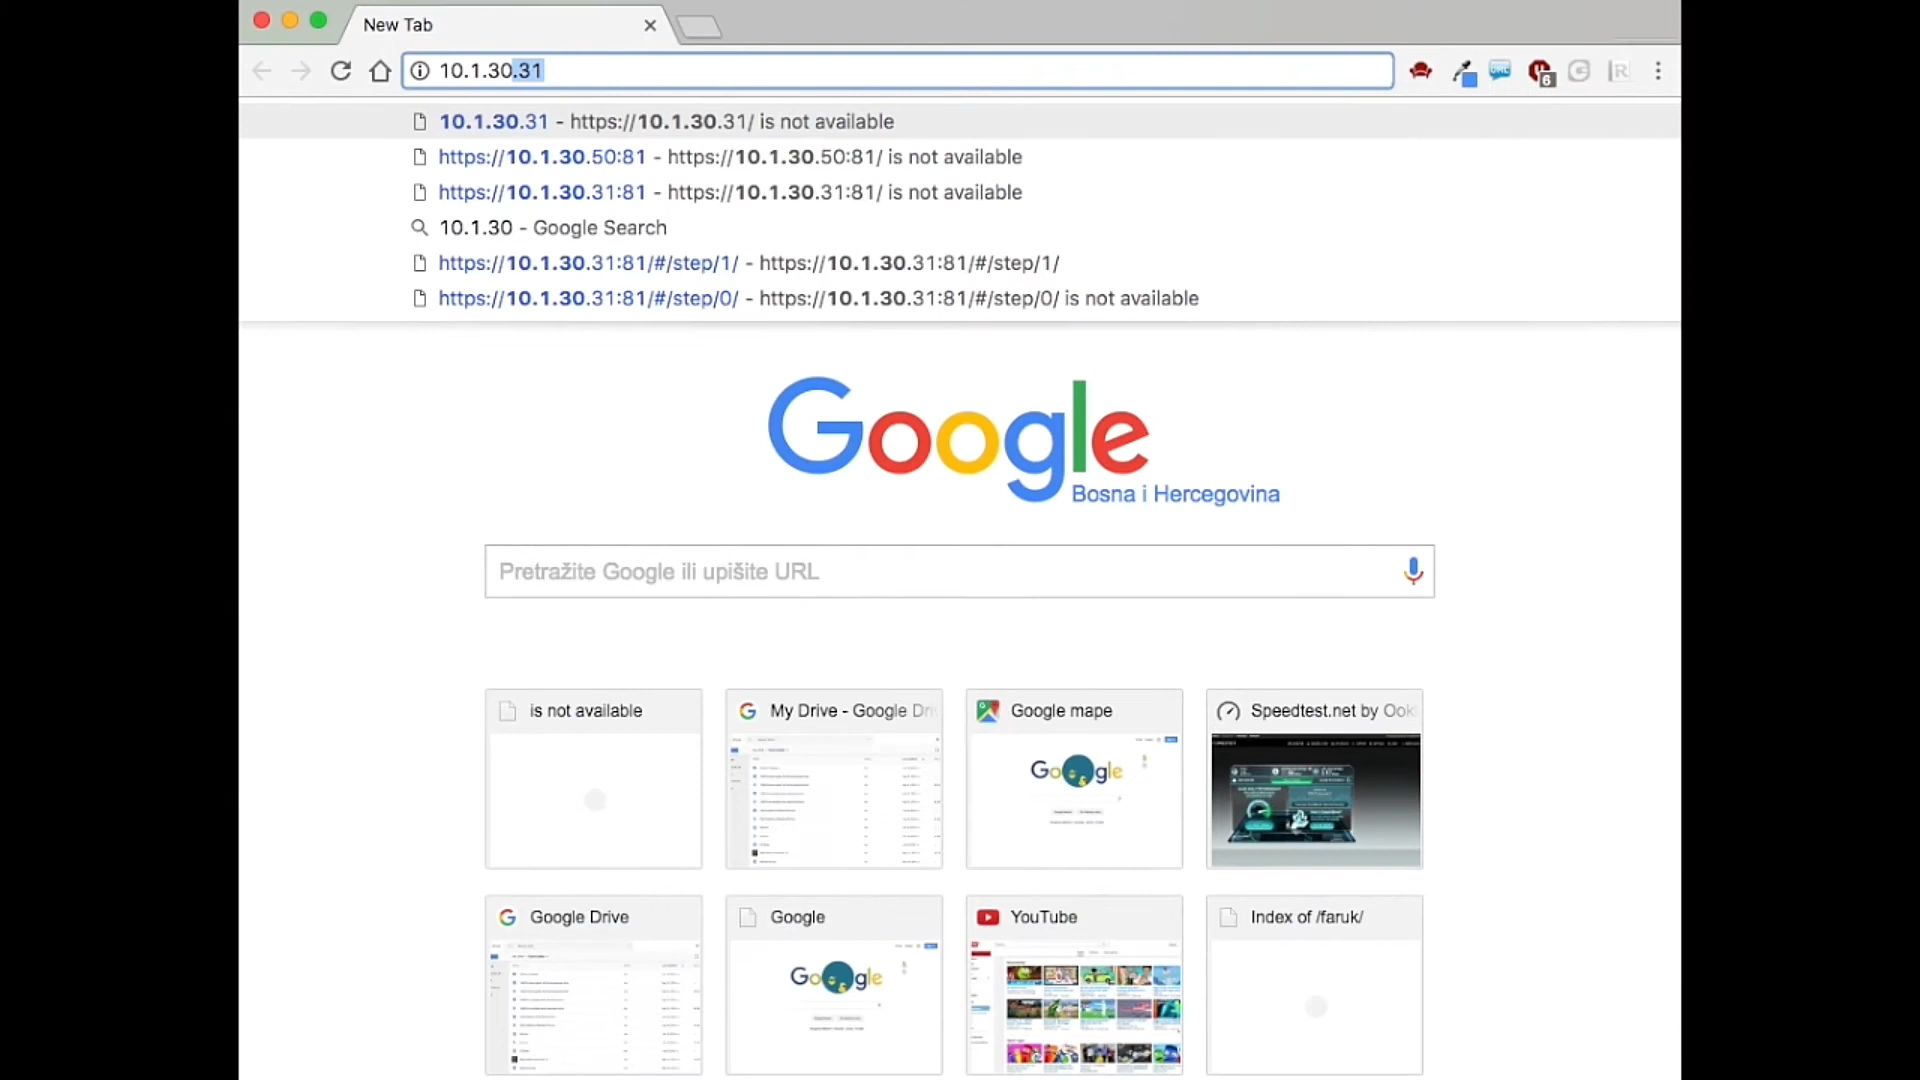 New Tab
10.1.30.31
10.1.30.31 - https://10.1.30.31/ is not available
https://10.1.30.50:81 - https://10.1.30.50:81/ is not available
https://10.1.30.31:81 - https://10.1.30.31:81/ is not available
10.1.30 - Google Search
https://10.1.30.31:81/#/step/1/ - https://10.1.30.31:81/#/step/1/
https://10.1.30.31:81/#/step/0/ - https://10.1.30.31:81/#/step/0/ is not available
Google
Bosna i Hercegovina
Pretražite Google ili upišite URL
is not available
My Drive - Google Dri
Google mape
Speedtest.net by Ook
Google Drive
Google
YouTube
Index of /faruk/